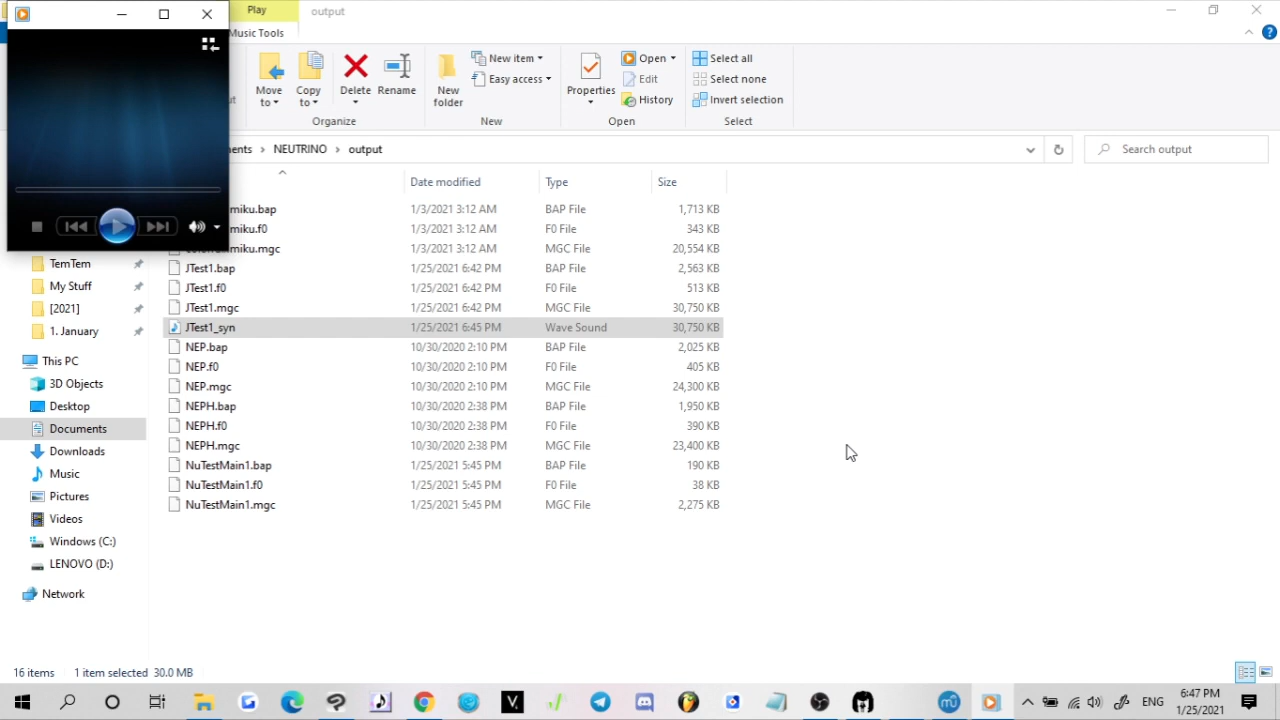 Play
output
Music Tools
Move to
Copy to
Delete
Rename
New folder
New item
Easy access
Properties
Open
Edit
History
Select all
Select none
Invert selection
Organize
New
Open
Select
NEUTRINO > output
Search output
Date modified Type Size
1/3/2021 3:12 AM BAP File 1,713 KB
1/3/2021 3:12 AM F0 File 343 KB
1/3/2021 3:12 AM MGC File 20,554 KB
JTest1.bap 1/25/2021 6:42 PM BAP File 2,563 KB
JTest1.f0 1/25/2021 6:42 PM F0 File 513 KB
JTest1.mgc 1/25/2021 6:42 PM MGC File 30,750 KB
JTest1_syn 1/25/2021 6:45 PM Wave Sound 30,750 KB
NEP.bap 10/30/2020 2:10 PM BAP File 2,025 KB
NEP.f0 10/30/2020 2:10 PM F0 File 405 KB
NEP.mgc 10/30/2020 2:10 PM MGC File 24,300 KB
NEPH.bap 10/30/2020 2:38 PM BAP File 1,950 KB
NEPH.f0 10/30/2020 2:38 PM F0 File 390 KB
NEPH.mgc 10/30/2020 2:38 PM MGC File 23,400 KB
NuTestMain1.bap 1/25/2021 5:45 PM BAP File 190 KB
NuTestMain1.f0 1/25/2021 5:45 PM F0 File 38 KB
NuTestMain1.mgc 1/25/2021 5:45 PM MGC File 2,275 KB
TemTem
My Stuff
[2021]
1. January
This PC
3D Objects
Desktop
Documents
Downloads
Music
Pictures
Videos
Windows (C:)
LENOVO (D:)
Network
16 items 1 item selected 30.0 MB
ENG
6:47 PM
1/25/2021